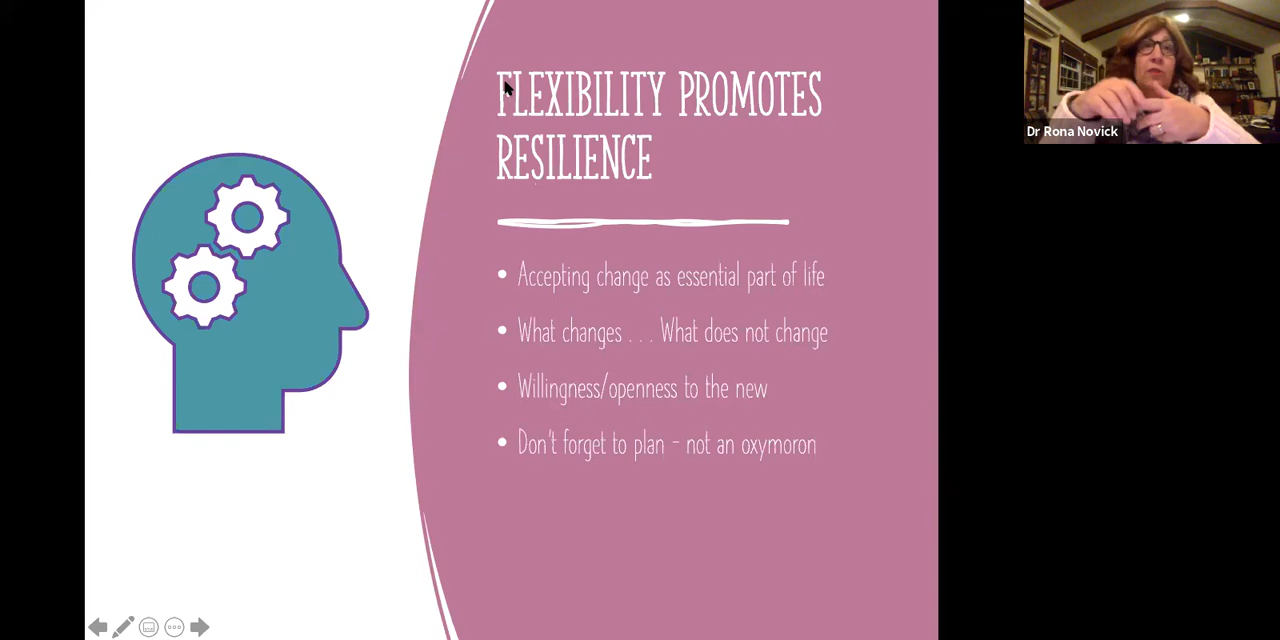 FLEXIBILITY PROMOTES
RESILIENCE
• Accepting change as essential part of life
• What changes . . . What does not change
• Willingness/openness to the new
• Don't forget to plan - not an oxymoron
Dr Rona Novick